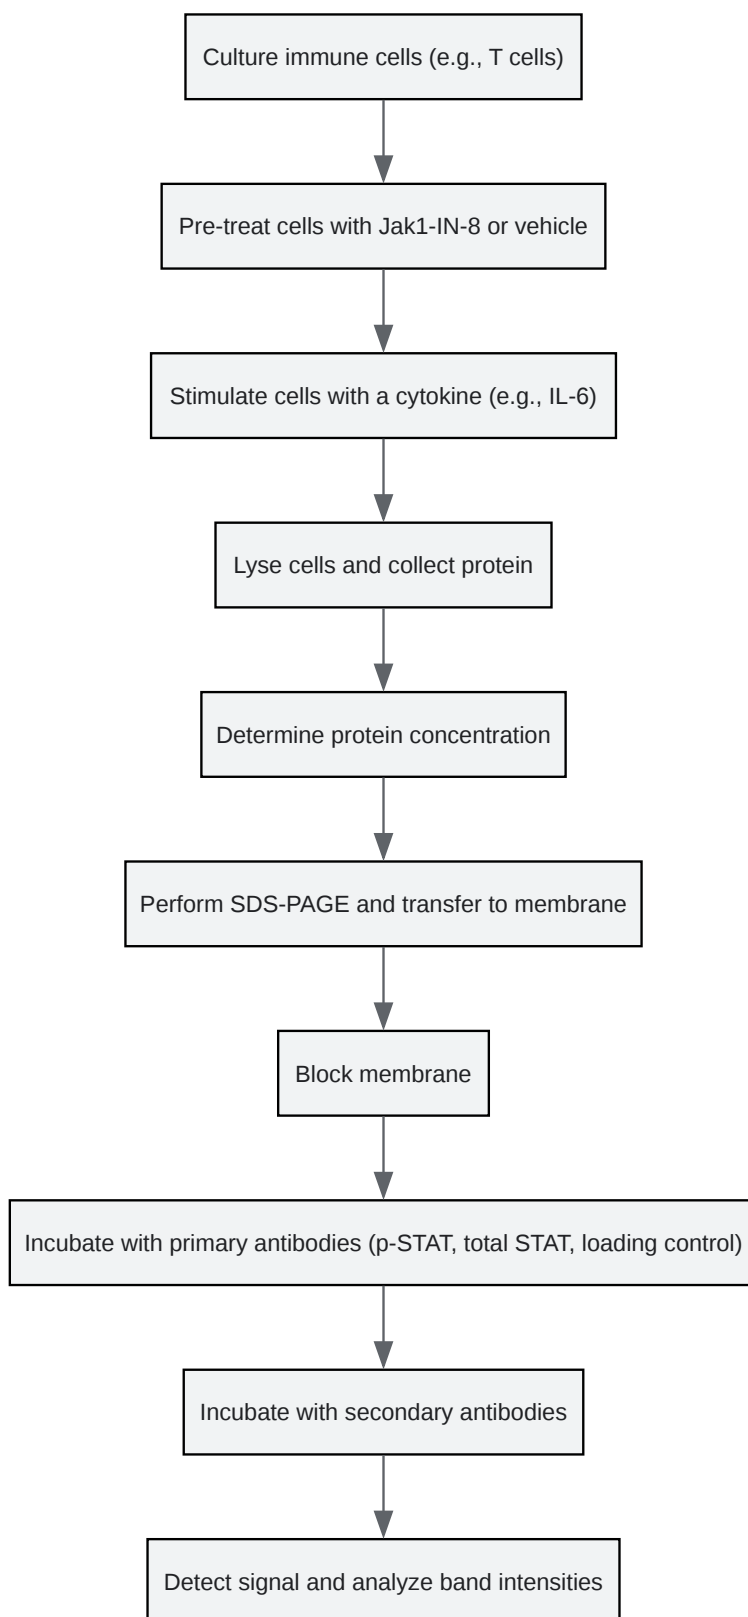 Culture immune cells (e.g., T cells)
Pre-treat cells with Jak1-IN-8 or vehicle
Stimulate cells with a cytokine (e.g., IL-6)
Lyse cells and collect protein
Determine protein concentration
Perform SDS-PAGE and transfer to membrane
Block membrane
Incubate with primary antibodies (p-STAT, total STAT, loading control)
Incubate with secondary antibodies
Detect signal and analyze band intensities